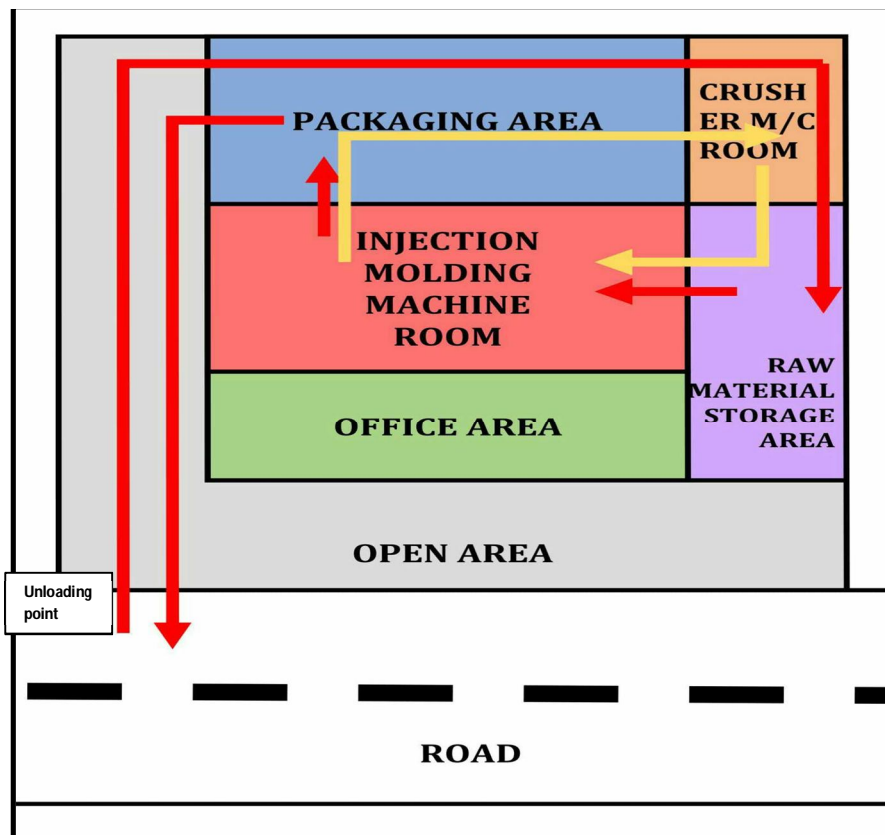 CRUSH
ER M/C
ROOM
PACKAGING AREA
INJECTION
MOLDING
MACHINE
ROOM
RAW
MATERIAL
STORAGE
AREA
OFFICE AREA
OPEN AREA
Unloading
point
ROAD